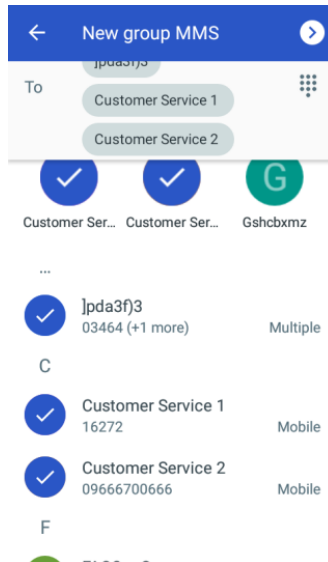 New group MMS
To
]pda3f)3
Customer Service 1
Customer Service 2
G
Customer Ser... Customer Ser... Gshcbxmz
...
]pda3f)3
03464 (+1 more) Multiple
C
Customer Service 1
16272 Mobile
Customer Service 2
09666700666 Mobile
F